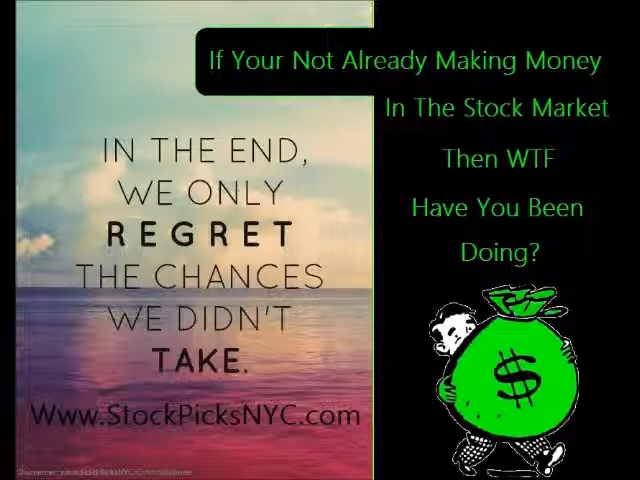 If Your Not Already Making Money
In The Stock Market
Then WTF
Have You Been
Doing?
IN THE END,
WE ONLY
REGRET
THE CHANCES
WE DIDN'T
TAKE.
Www.StockPicksNYC.com
$
Disclaimer: